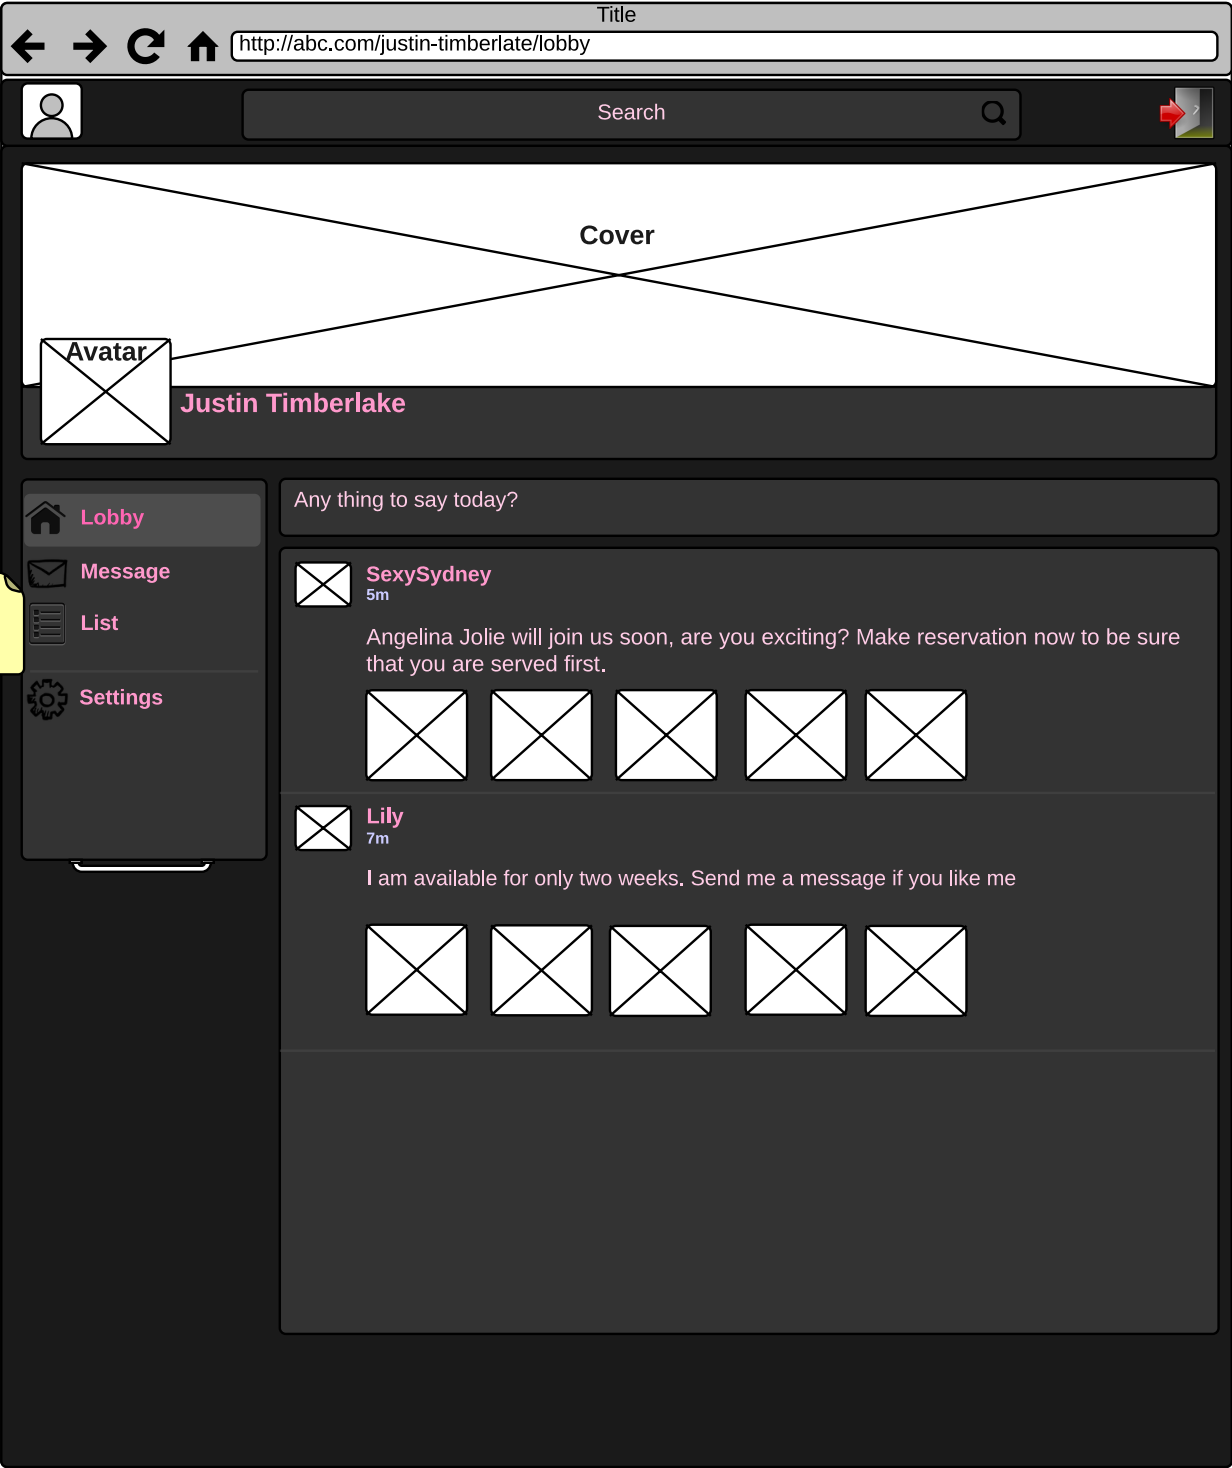 Title
http://abc.com/justin-timberlate/lobby
Search
Cover
Avatar
Justin Timberlake
Lobby
Message
List
Settings
Any thing to say today?
SexySydney
5m
Angelina Jolie will join us soon, are you exciting? Make reservation now to be sure
that you are served first.
Lily
7m
I am available for only two weeks. Send me a message if you like me